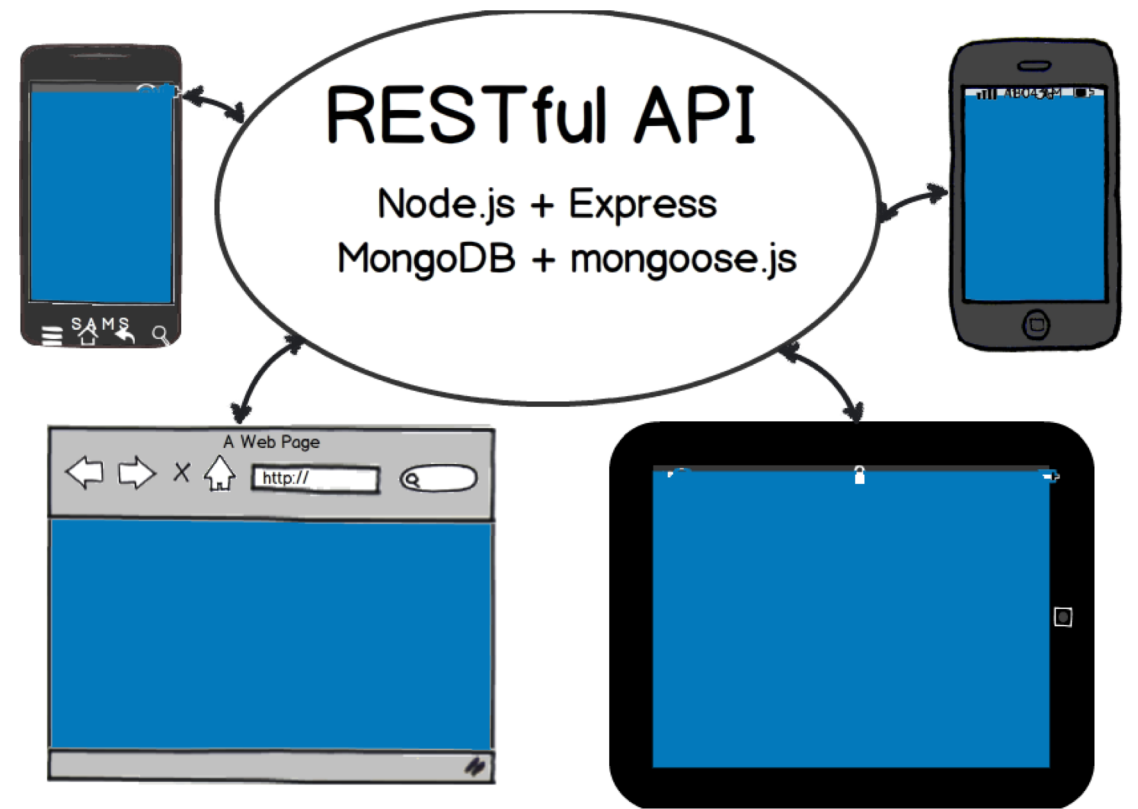 RESTful API
Node.js + Express
MongoDB + mongoose.js
SAMS
A Web Page
http://